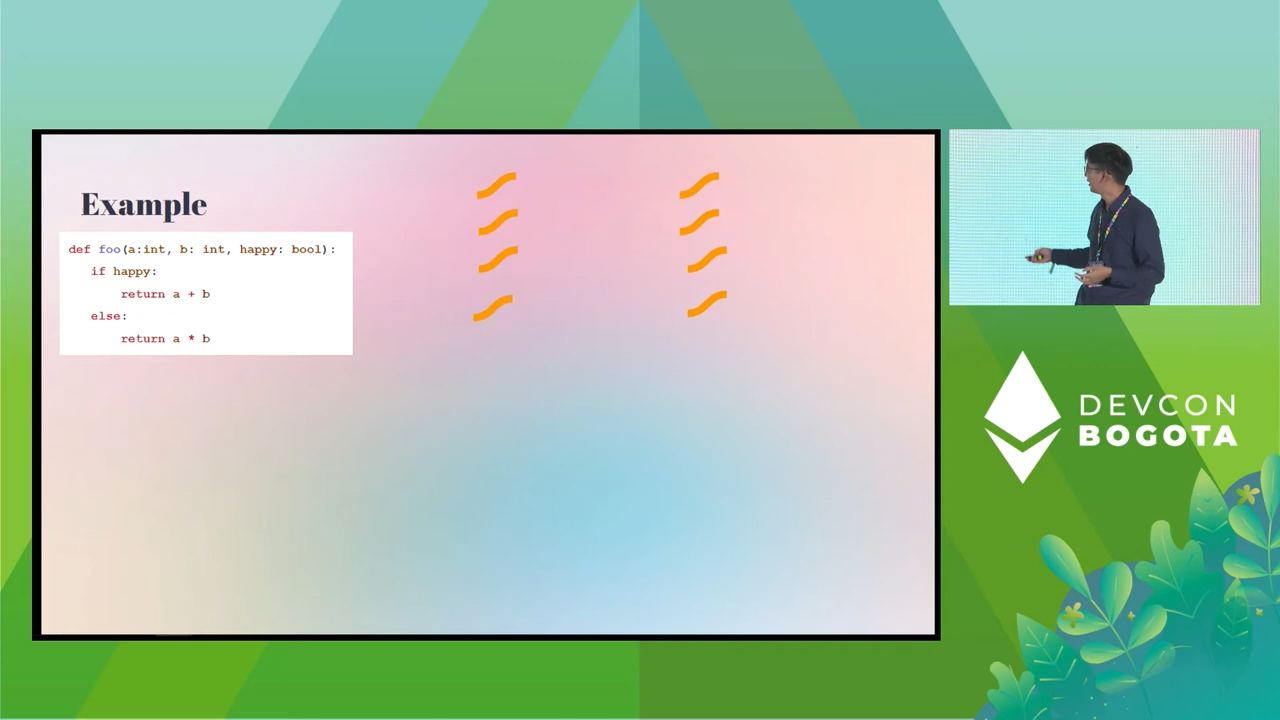 Example
def foo(a:int, b: int, happy: bool):
if happy:
return a + b
else:
return a * b
DEVCON
BOGOTA